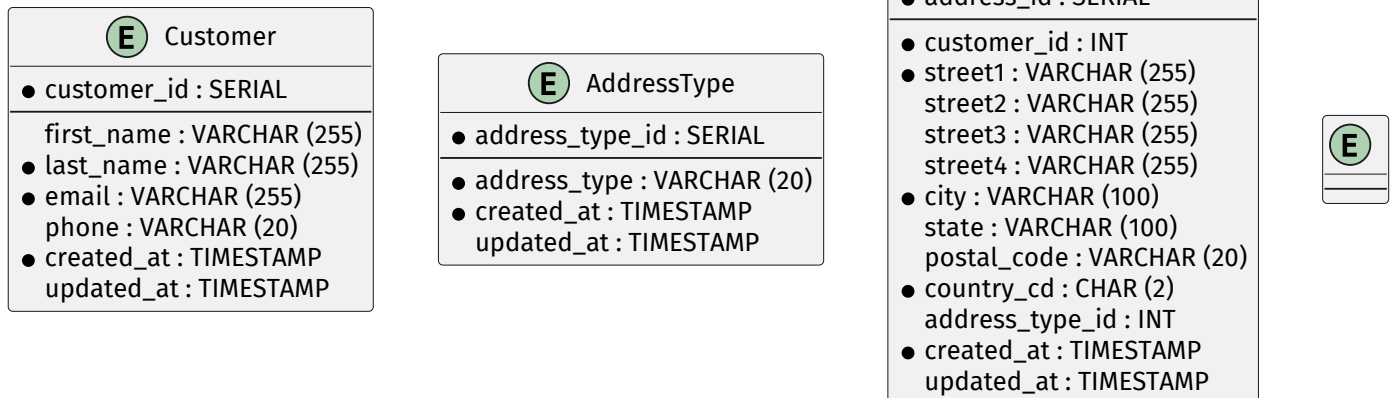 E Customer
● customer_id : SERIAL
first_name : VARCHAR (255)
● last_name : VARCHAR (255)
● email : VARCHAR (255)
phone : VARCHAR (20)
● created_at : TIMESTAMP
updated_at : TIMESTAMP
E AddressType
● address_type_id : SERIAL
● address_type : VARCHAR (20)
● created_at : TIMESTAMP
updated_at : TIMESTAMP
● address_id : SERIAL
● customer_id : INT
● street1 : VARCHAR (255)
street2 : VARCHAR (255)
street3 : VARCHAR (255)
street4 : VARCHAR (255)
● city : VARCHAR (100)
state : VARCHAR (100)
postal_code : VARCHAR (20)
● country_cd : CHAR (2)
address_type_id : INT
● created_at : TIMESTAMP
updated_at : TIMESTAMP
E